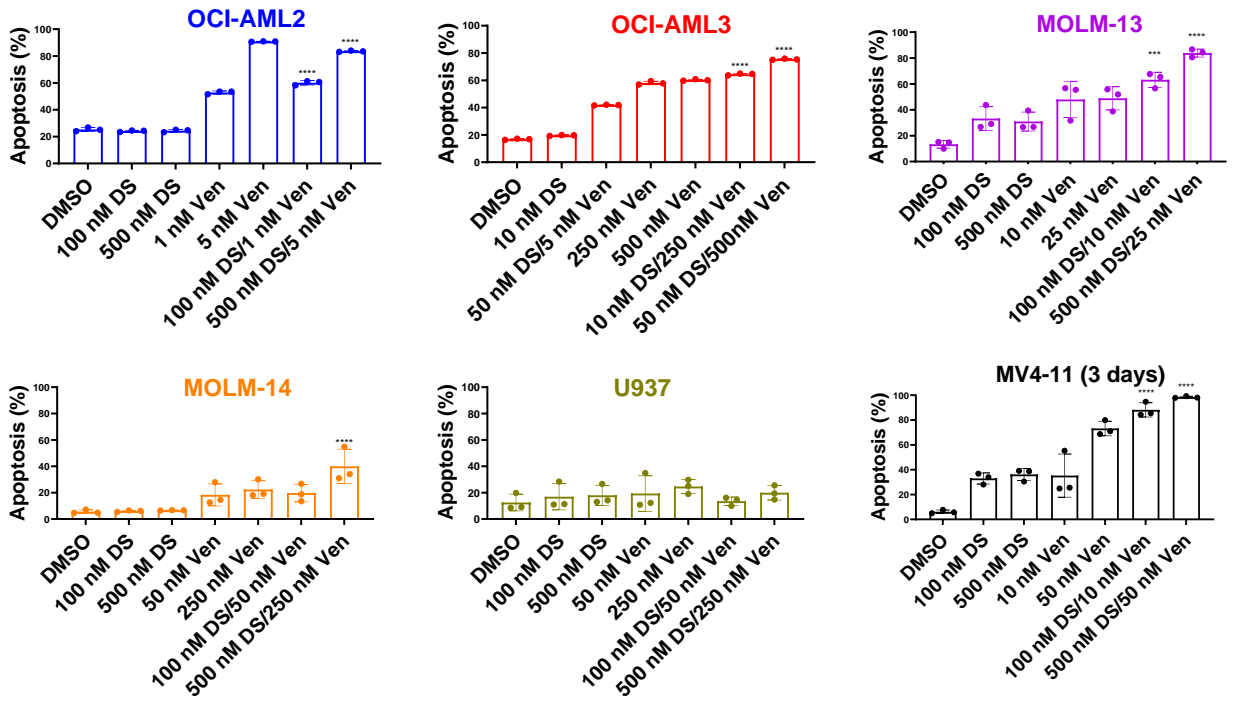 OCI-AML2
Apoptosis (%)
100
80
60
40
20
0
****
****
DMSO
100 nM DS
500 nM DS
1 nM Ven
5 nM Ven
100 nM DS/1 nM Ven
500 nM DS/5 nM Ven
OCI-AML3
Apoptosis (%)
100
80
60
40
20
0
****
****
DMSO
10 nM DS
50 nM DS/5 nM Ven
250 nM Ven
500 nM Ven
10 nM DS/250 nM Ven
50 nM DS/500nM Ven
MOLM-13
Apoptosis (%)
100
80
60
40
20
0
***
****
DMSO
100 nM DS
500 nM DS
10 nM Ven
25 nM Ven
100 nM DS/10 nM Ven
500 nM DS/25 nM Ven
MOLM-14
Apoptosis (%)
100
80
60
40
20
0
****
DMSO
100 nM DS
500 nM DS
50 nM Ven
250 nM Ven
100 nM DS/50 nM Ven
500 nM DS/250 nM Ven
U937
Apoptosis (%)
100
80
60
40
20
0
DMSO
100 nM DS
500 nM DS
50 nM Ven
250 nM Ven
100 nM DS/50 nM Ven
500 nM DS/250 nM Ven
MV4-11 (3 days)
Apoptosis (%)
100
80
60
40
20
0
****
****
DMSO
100 nM DS
500 nM DS
10 nM Ven
50 nM Ven
100 nM DS/10 nM Ven
500 nM DS/50 nM Ven